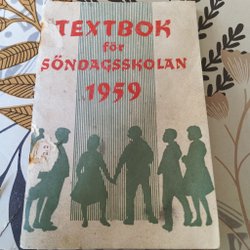 TEXTBOK
för
SÖNDAGSSKOLAN
1959